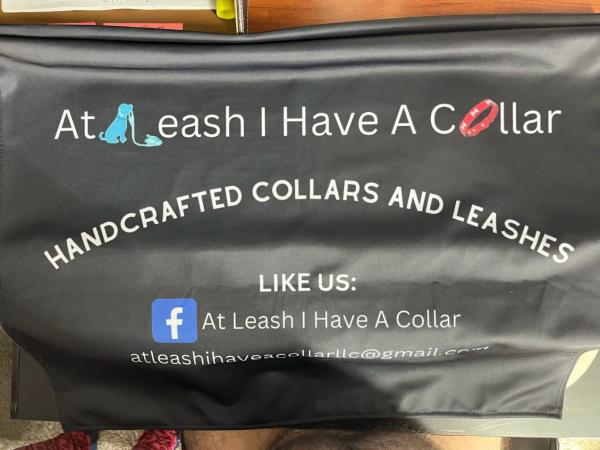 At Leash I Have A Collar
HANDCRAFTED COLLARS AND LEASHES
LIKE US:
f At Leash I Have A Collar
atleashihaveacollarllc@gmail.com